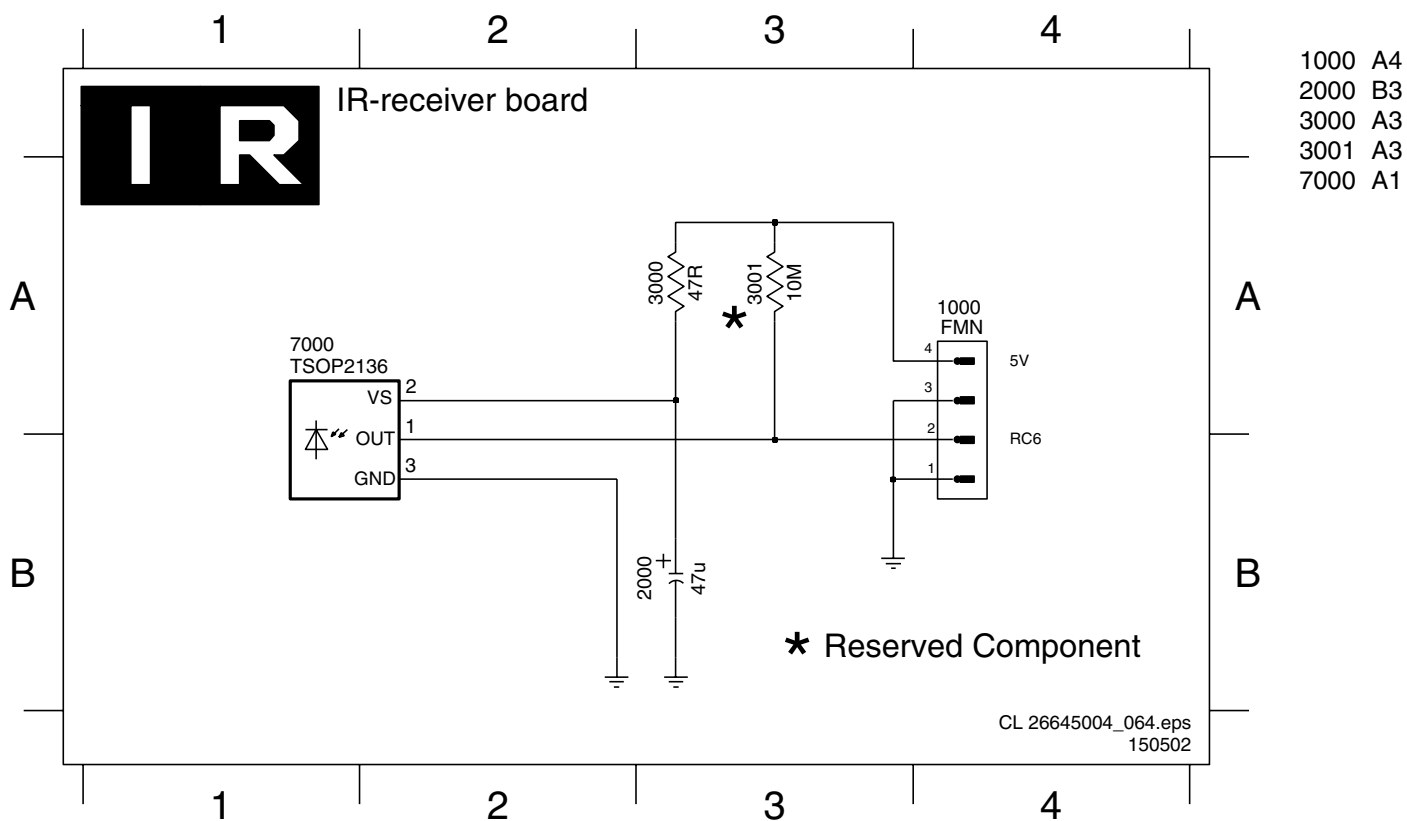 1 2 3 4
1000 A4
2000 B3
3000 A3
3001 A3
7000 A1
IR
IR-receiver board
A
A
3000
47R
3001
10M
*
1000
FMN
4
5V
3
2
RC6
1
7000
TSOP2136
VS
2
OUT
1
GND
3
B
B
2000
+
47u
* Reserved Component
CL 26645004_064.eps
150502
1 2 3 4